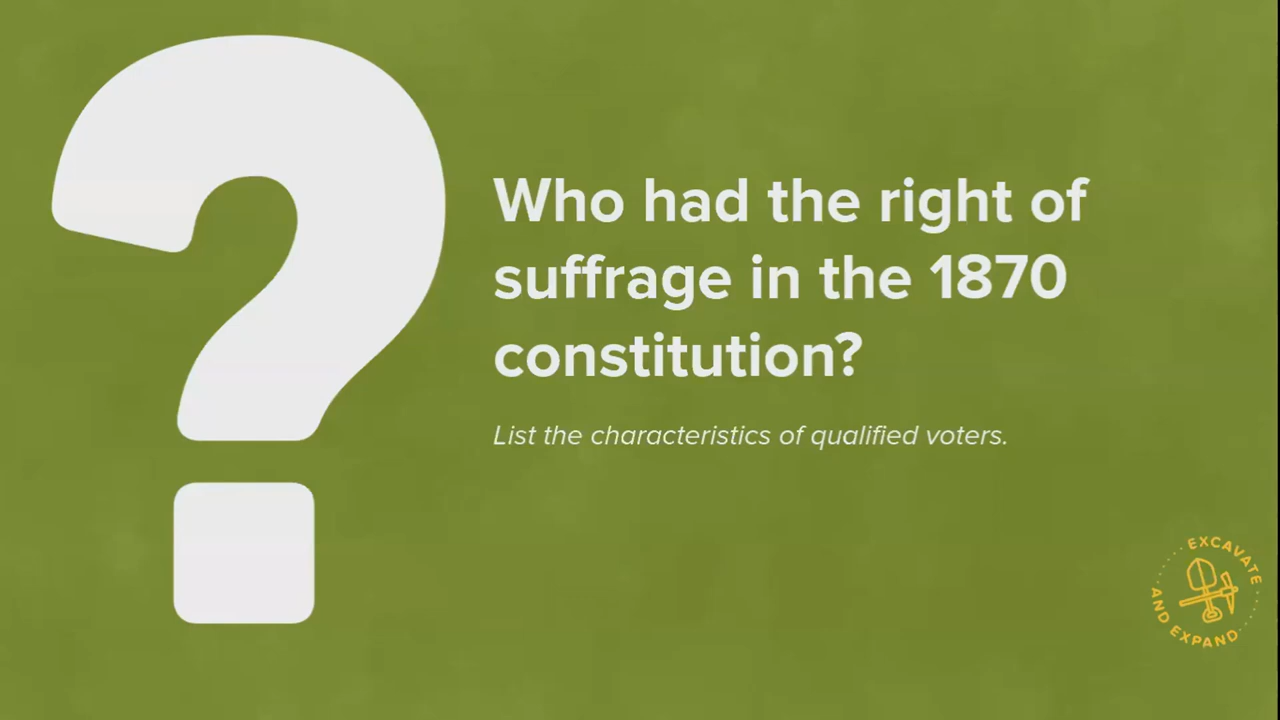 Who had the right of
suffrage in the 1870
constitution?
List the characteristics of qualified voters.
EXCAVATE
AND EXPAND